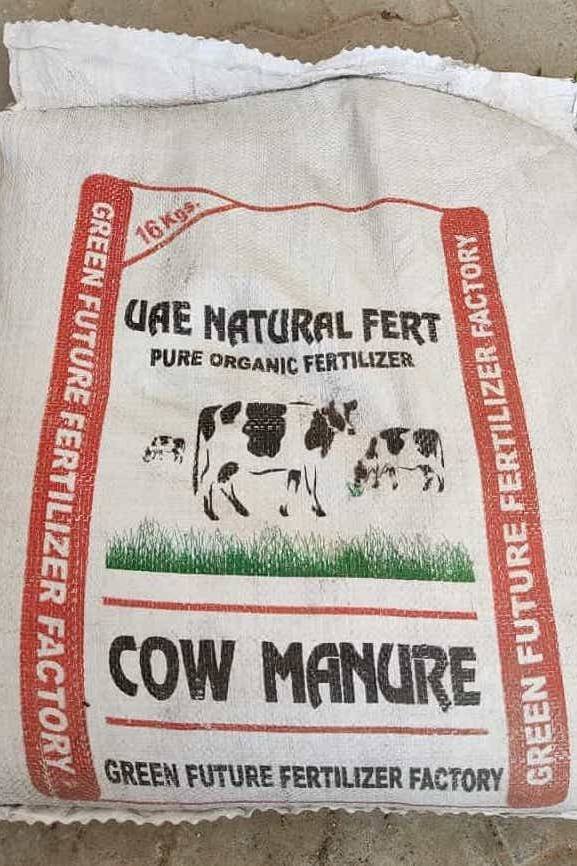 16 Kgs.
GREEN FUTURE FERTILIZER FACTORY
UAE NATURAL FERT
PURE ORGANIC FERTILIZER
COW MANURE
GREEN FUTURE FERTILIZER FACTORY
GREEN FUTURE FERTILIZER FACTORY